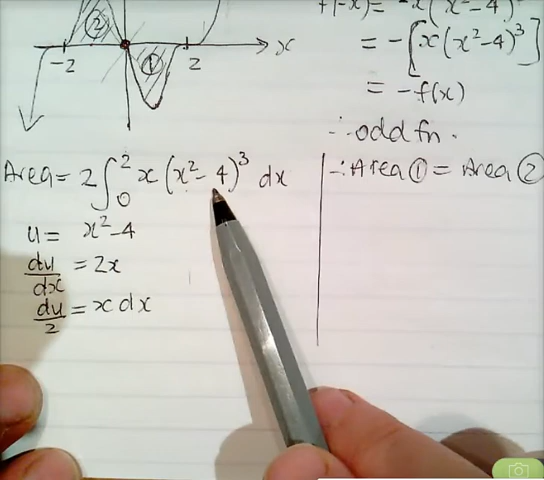 ② ① x
-2 2
f(-x) = -x(x²-4)³
= -[x(x²-4)³]
= -f(x)
∴ odd fn.
Area = 2∫₀² x(x²-4)³ dx
∴ Area ① = Area ②
u = x²-4
du/dx = 2x
du/2 = x dx